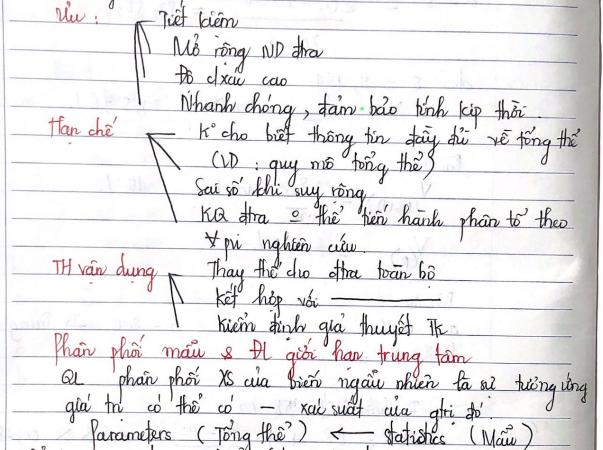 Ưu : Tiết kiệm
Mở rộng ND đtra
Độ cxác cao
Nhanh chóng, đảm bảo tính kịp thời.
Hạn chế K° cho biết thông tin đầy đủ về tổng thể
(VD : quy mô tổng thể)
Sai số khi suy rộng
KQ đtra thể tiến hành phân tổ theo
∀ pvi nghiên cứu.
TH vận dụng Thay thế cho đtra toàn bộ
Kết hợp với ————
Kiểm định giả thuyết TK
Phân phối mẫu & ĐL giới hạn trung tâm
QL phân phối XS của biến ngẫu nhiên là sự tương ứng
giá trị có thể có – xác suất của gtrị đó.
Parameters (Tổng thể) ← statistics (Mẫu)